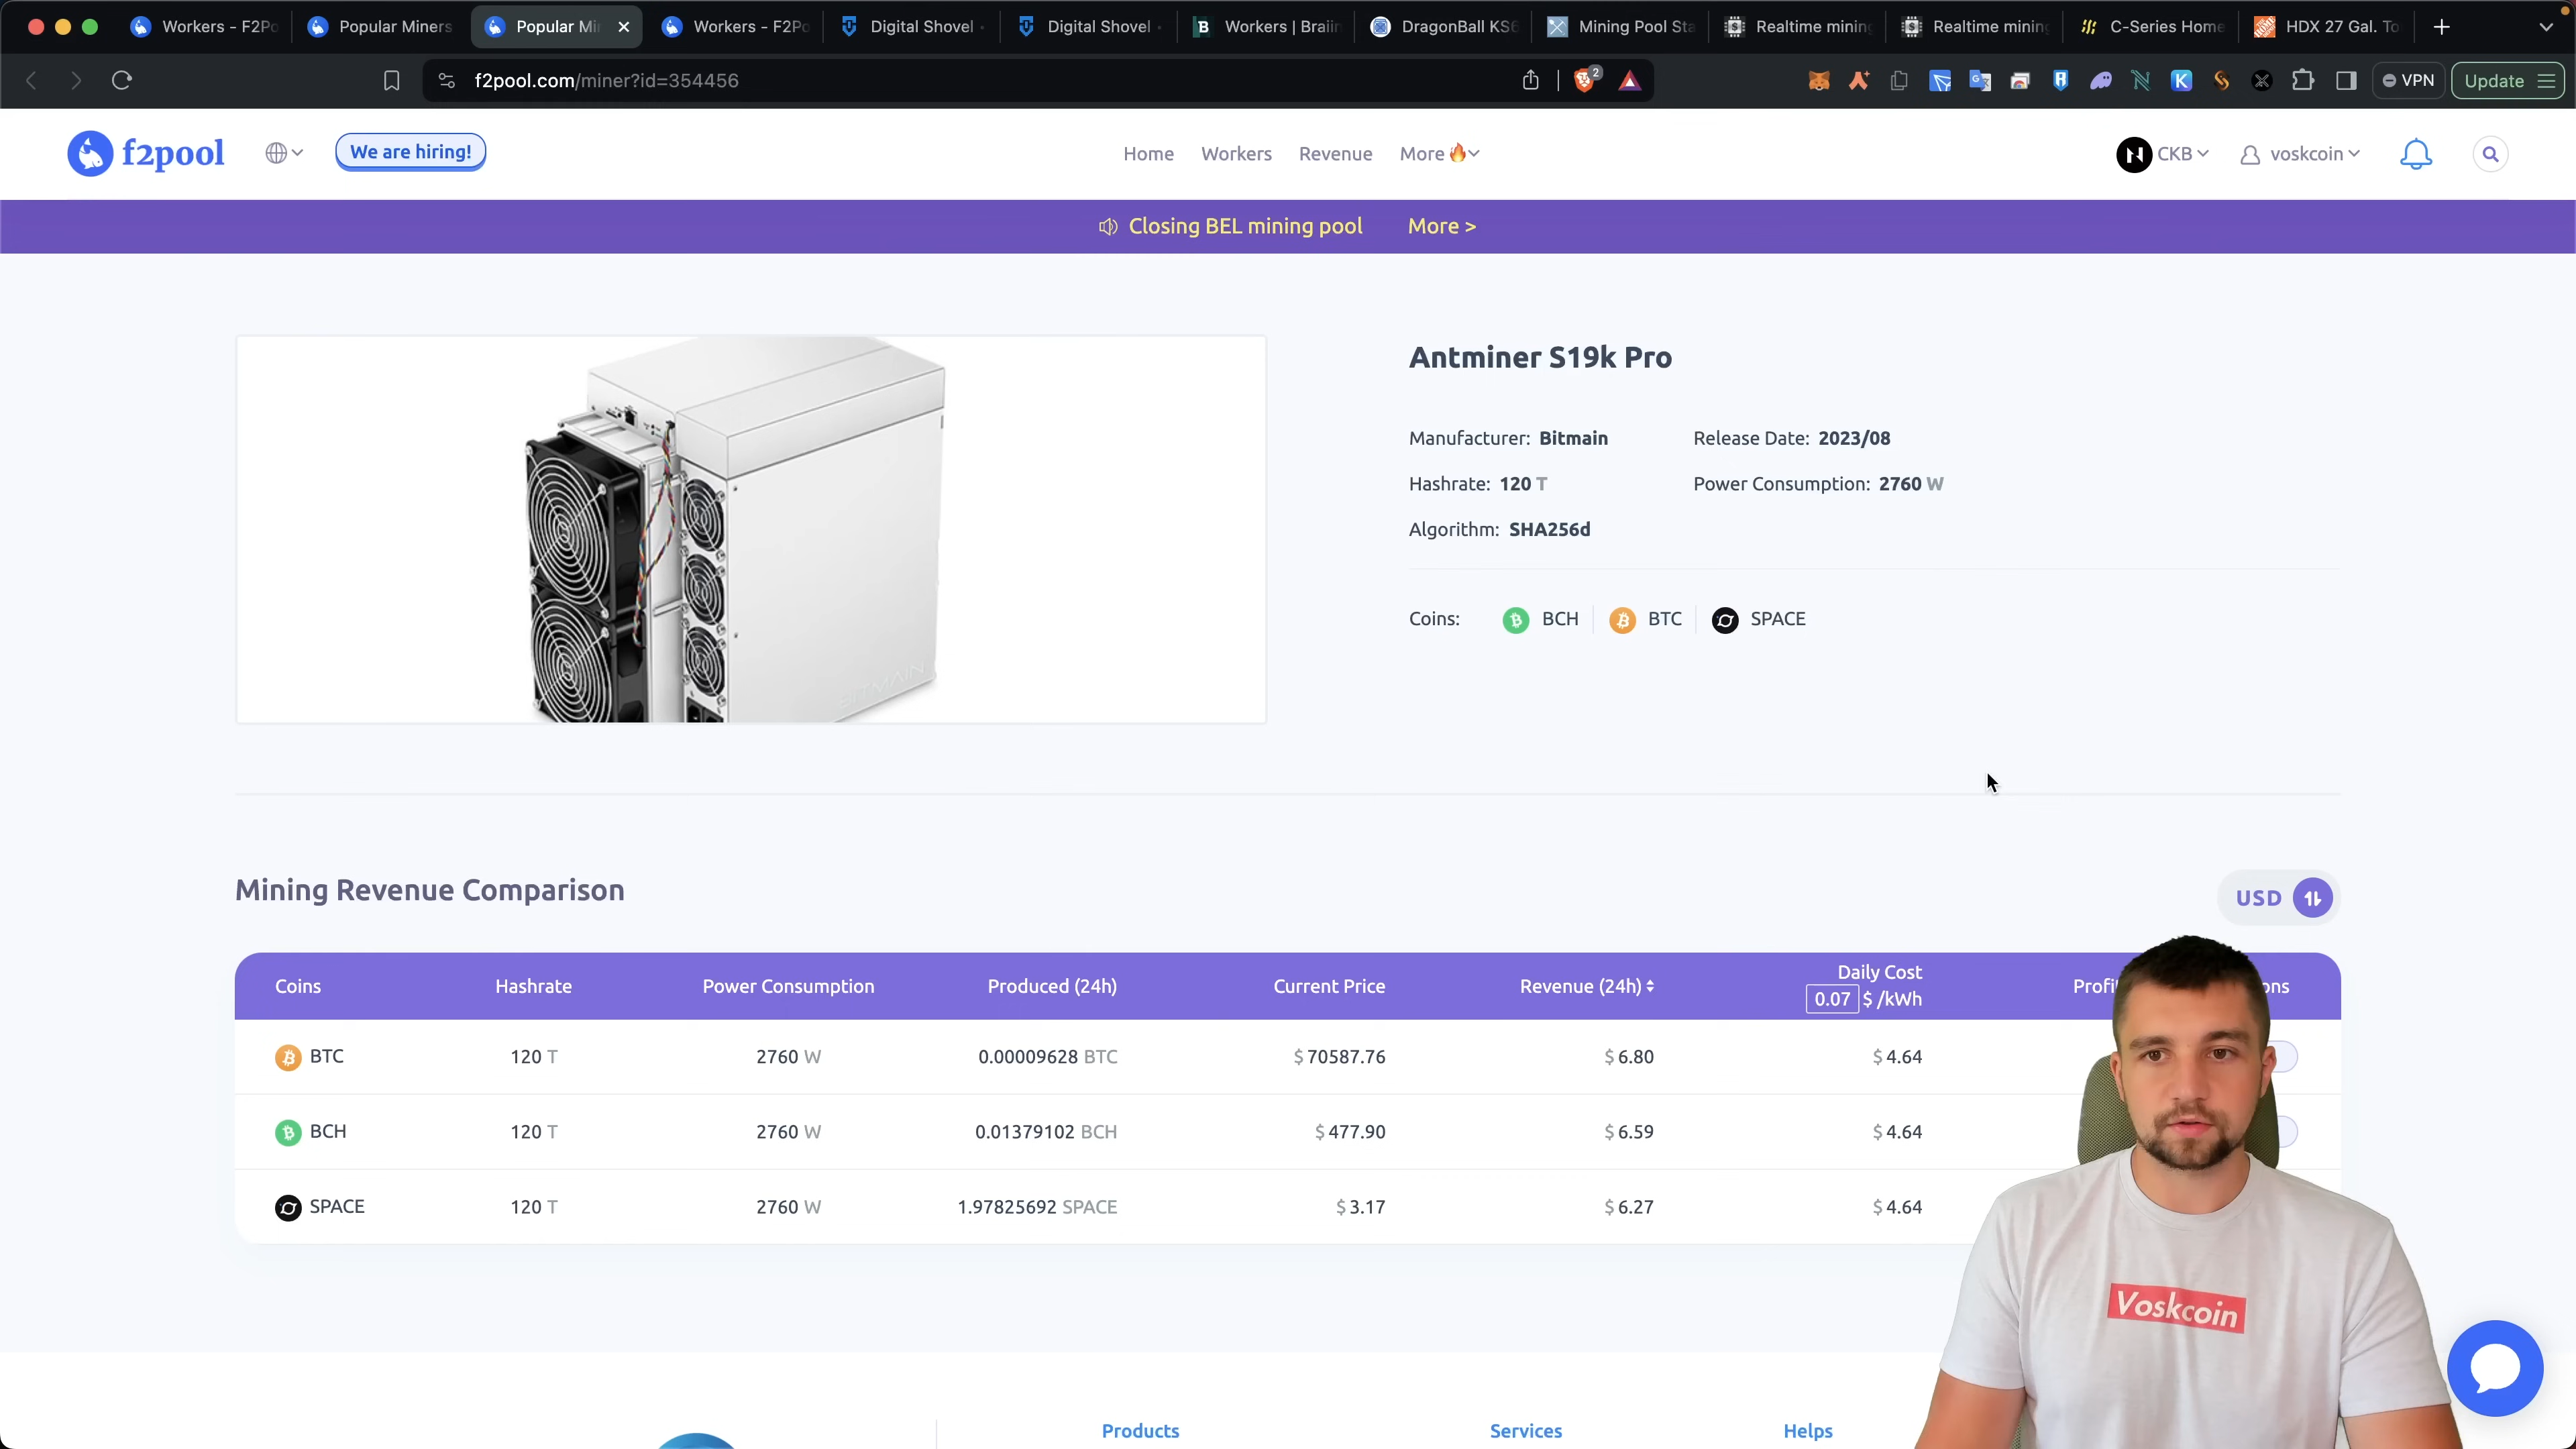 Workers - F2Po
Popular Miners
Popular Mi
Workers - F2Po
Digital Shovel
Digital Shovel
Workers | Braiin
DragonBall KS6
Mining Pool Sta
Realtime mining
Realtime mining
C-Series Home
HDX 27 Gal. To
f2pool.com/miner?id=354456
2
VPN
Update
f2pool
We are hiring!
Home
Workers
Revenue
More
CKB
voskcoin
Closing BEL mining pool
More >
Antminer S19k Pro
Manufacturer: Bitmain
Release Date: 2023/08
Hashrate: 120 T
Power Consumption: 2760 W
Algorithm: SHA256d
Coins:
BCH
BTC
SPACE
BITMAIN
Mining Revenue Comparison
USD
Coins
Hashrate
Power Consumption
Produced (24h)
Current Price
Revenue (24h)
Daily Cost
0.07 $ /kWh
Profi
ons
BTC 120 T 2760 W 0.00009628 BTC $ 70587.76 $ 6.80 $ 4.64
BCH 120 T 2760 W 0.01379102 BCH $ 477.90 $ 6.59 $ 4.64
SPACE 120 T 2760 W 1.97825692 SPACE $ 3.17 $ 6.27 $ 4.64
Voskcoin
Products
Services
Helps